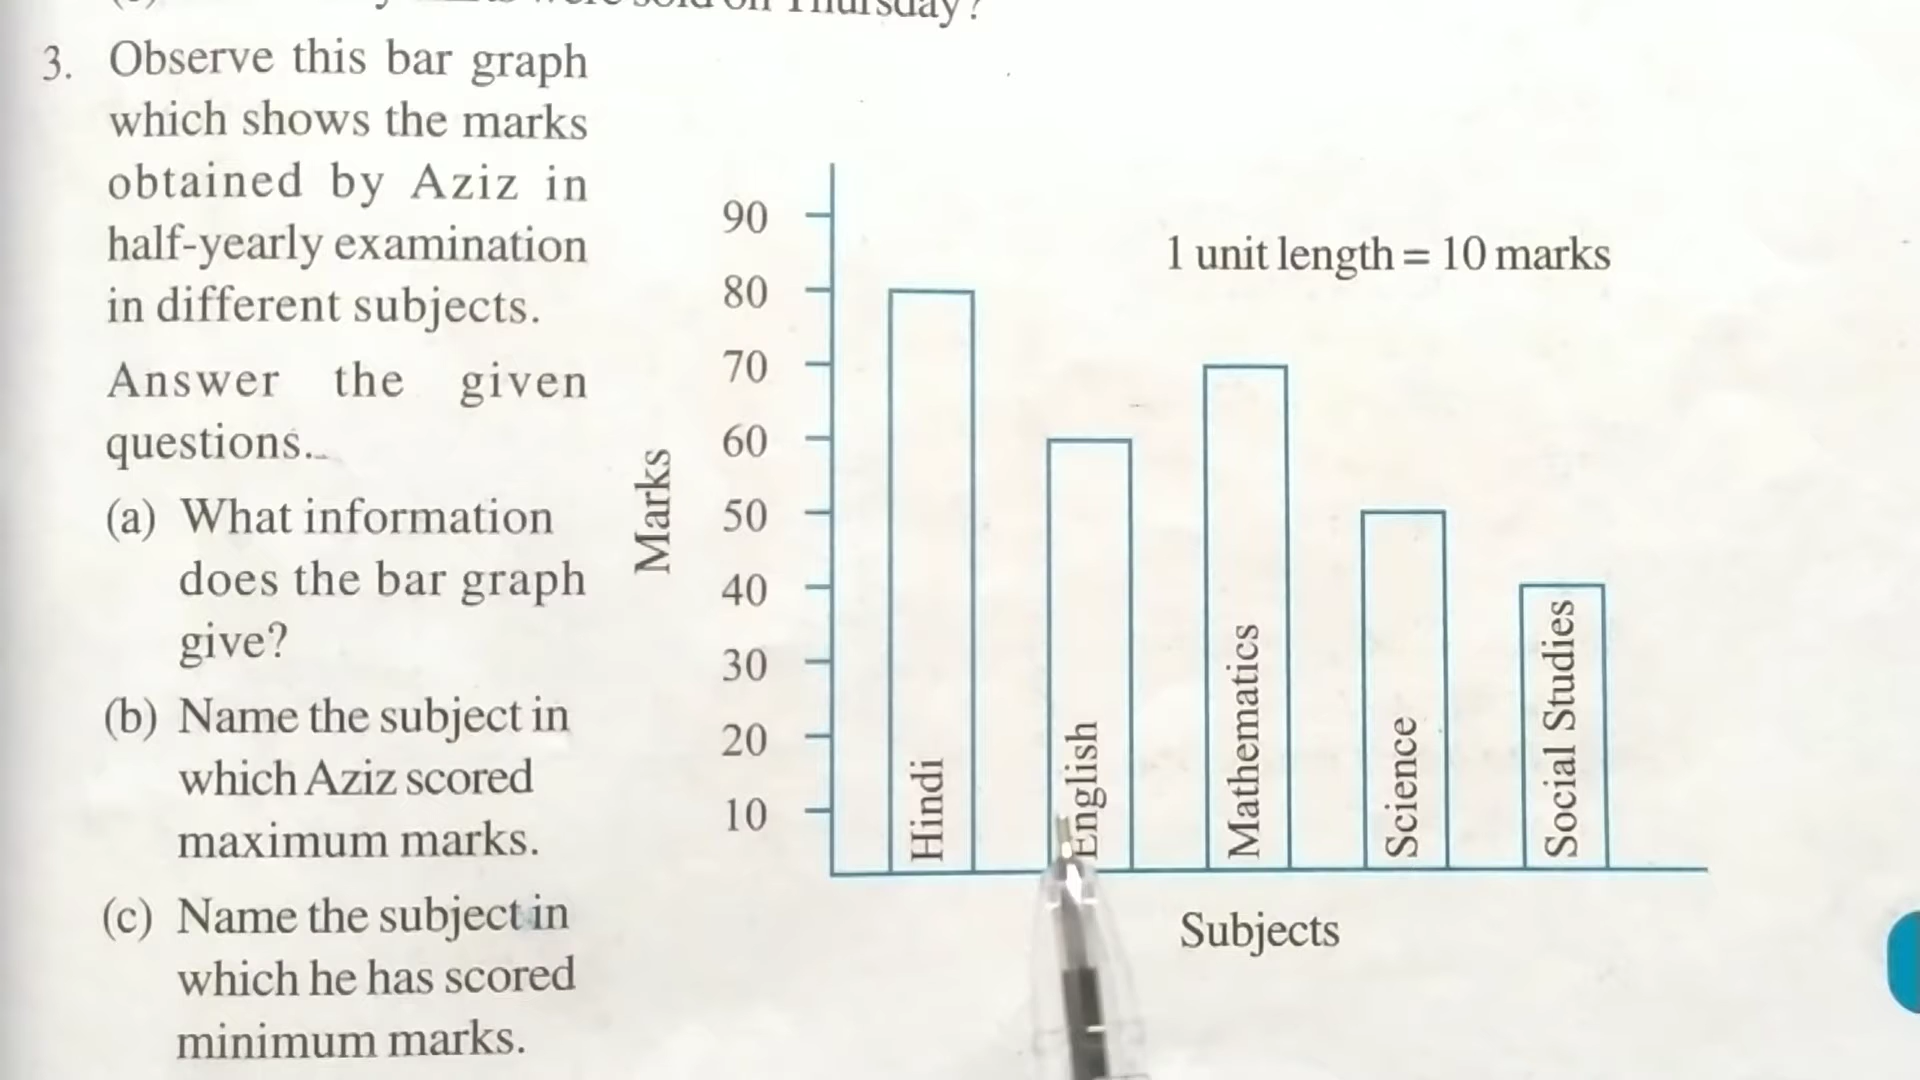 sold on Thursday?
3. Observe this bar graph
which shows the marks
obtained by Aziz in
half-yearly examination
in different subjects.
Answer the given
questions.
(a) What information
does the bar graph
give?
(b) Name the subject in
which Aziz scored
maximum marks.
(c) Name the subject in
which he has scored
minimum marks.
1 unit length = 10 marks
Marks
90
80
70
60
50
40
30
20
10
Hindi
English
Mathematics
Science
Social Studies
Subjects